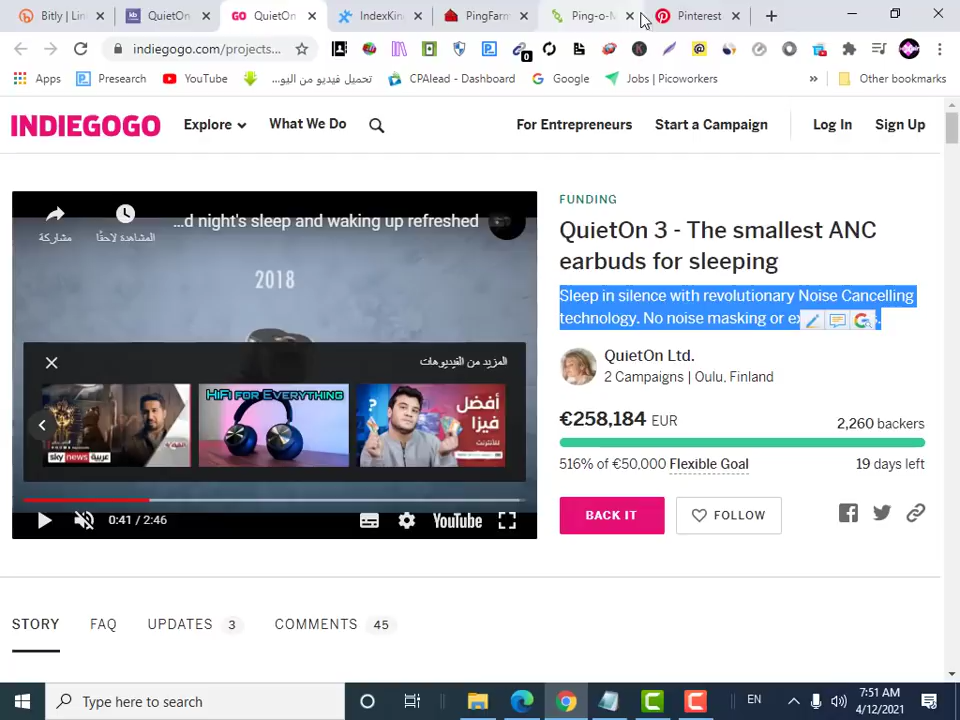 Bitly | Lin
QuietOn
GO QuietOn
IndexKin
PingFarm
Ping-o-M
Pinterest
indiegogo.com/projects...
Apps
Presearch
YouTube
تحميل فيديو من اليو...
CPAlead - Dashboard
Google
Jobs | Picoworkers
»
Other bookmarks
INDIEGOGO
Explore
What We Do
For Entrepreneurs
Start a Campaign
Log In
Sign Up
...d night's sleep and waking up refreshed
مشاركة
المشاهدة لاحقًا
2018
المزيد من الفيديوهات
sky news عربية
HiFi for EVERYTHING
أفضل
فيزا
0:41 / 2:46
YouTube
FUNDING
QuietOn 3 - The smallest ANC
earbuds for sleeping
Sleep in silence with revolutionary Noise Cancelling
technology. No noise masking or
QuietOn Ltd.
2 Campaigns | Oulu, Finland
€258,184 EUR
2,260 backers
516% of €50,000 Flexible Goal
19 days left
BACK IT
FOLLOW
STORY
FAQ
UPDATES 3
COMMENTS 45
Type here to search
EN
7:51 AM
4/12/2021